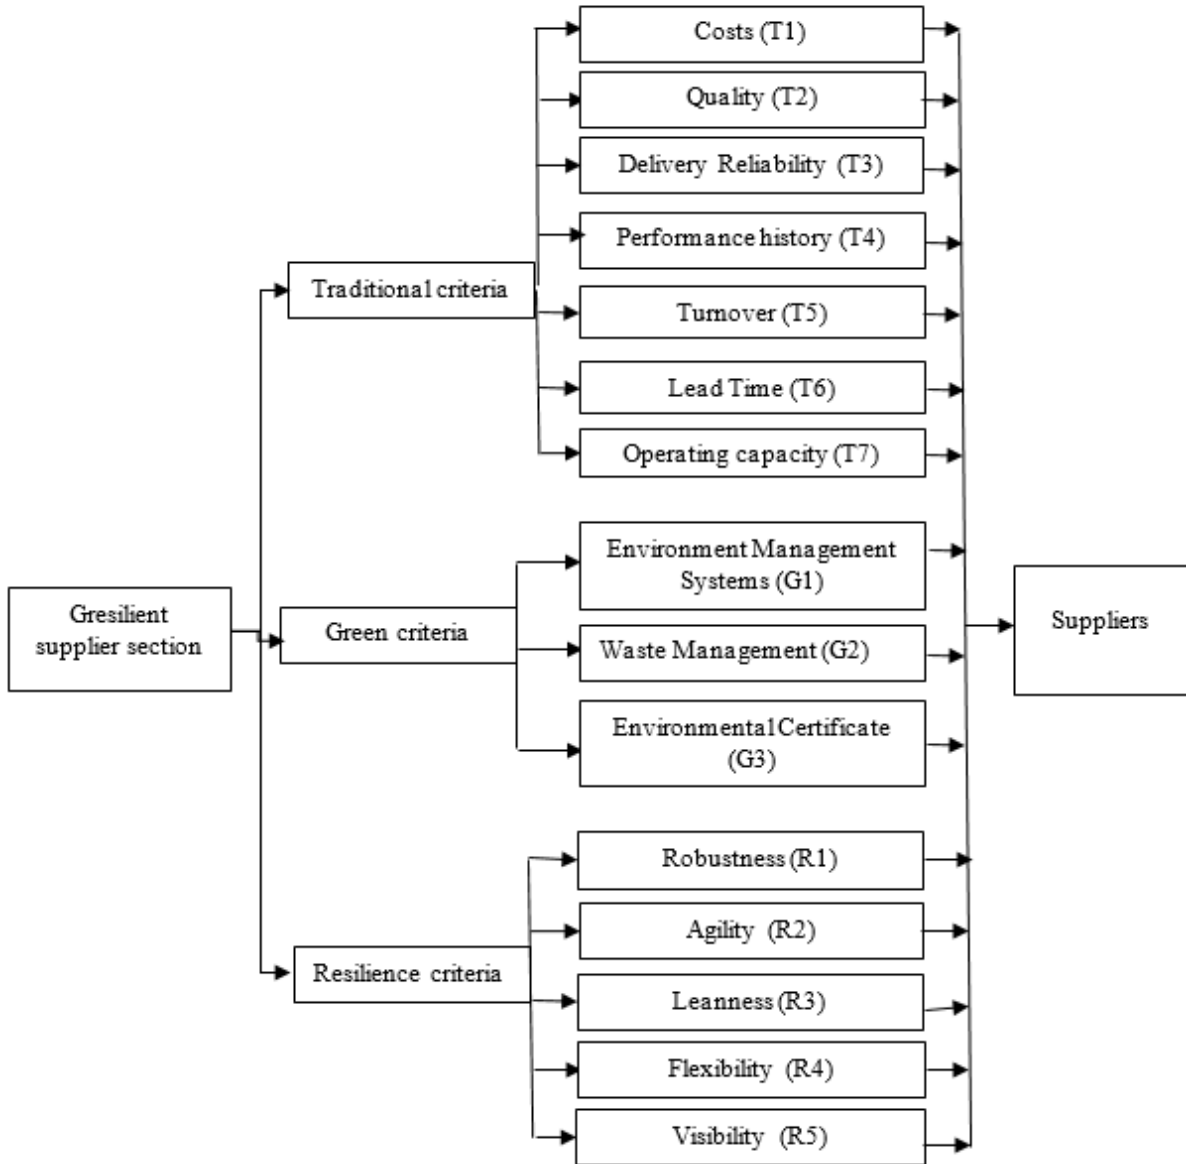 Gresilient
supplier section
Traditional criteria
Green criteria
Resilience criteria
Costs (T1)
Quality (T2)
Delivery Reliability (T3)
Performance history (T4)
Turnover (T5)
Lead Time (T6)
Operating capacity (T7)
Environment Management
Systems (G1)
Waste Management (G2)
Environmental Certificate
(G3)
Robustness (R1)
Agility (R2)
Leanness (R3)
Flexibility (R4)
Visibility (R5)
Suppliers